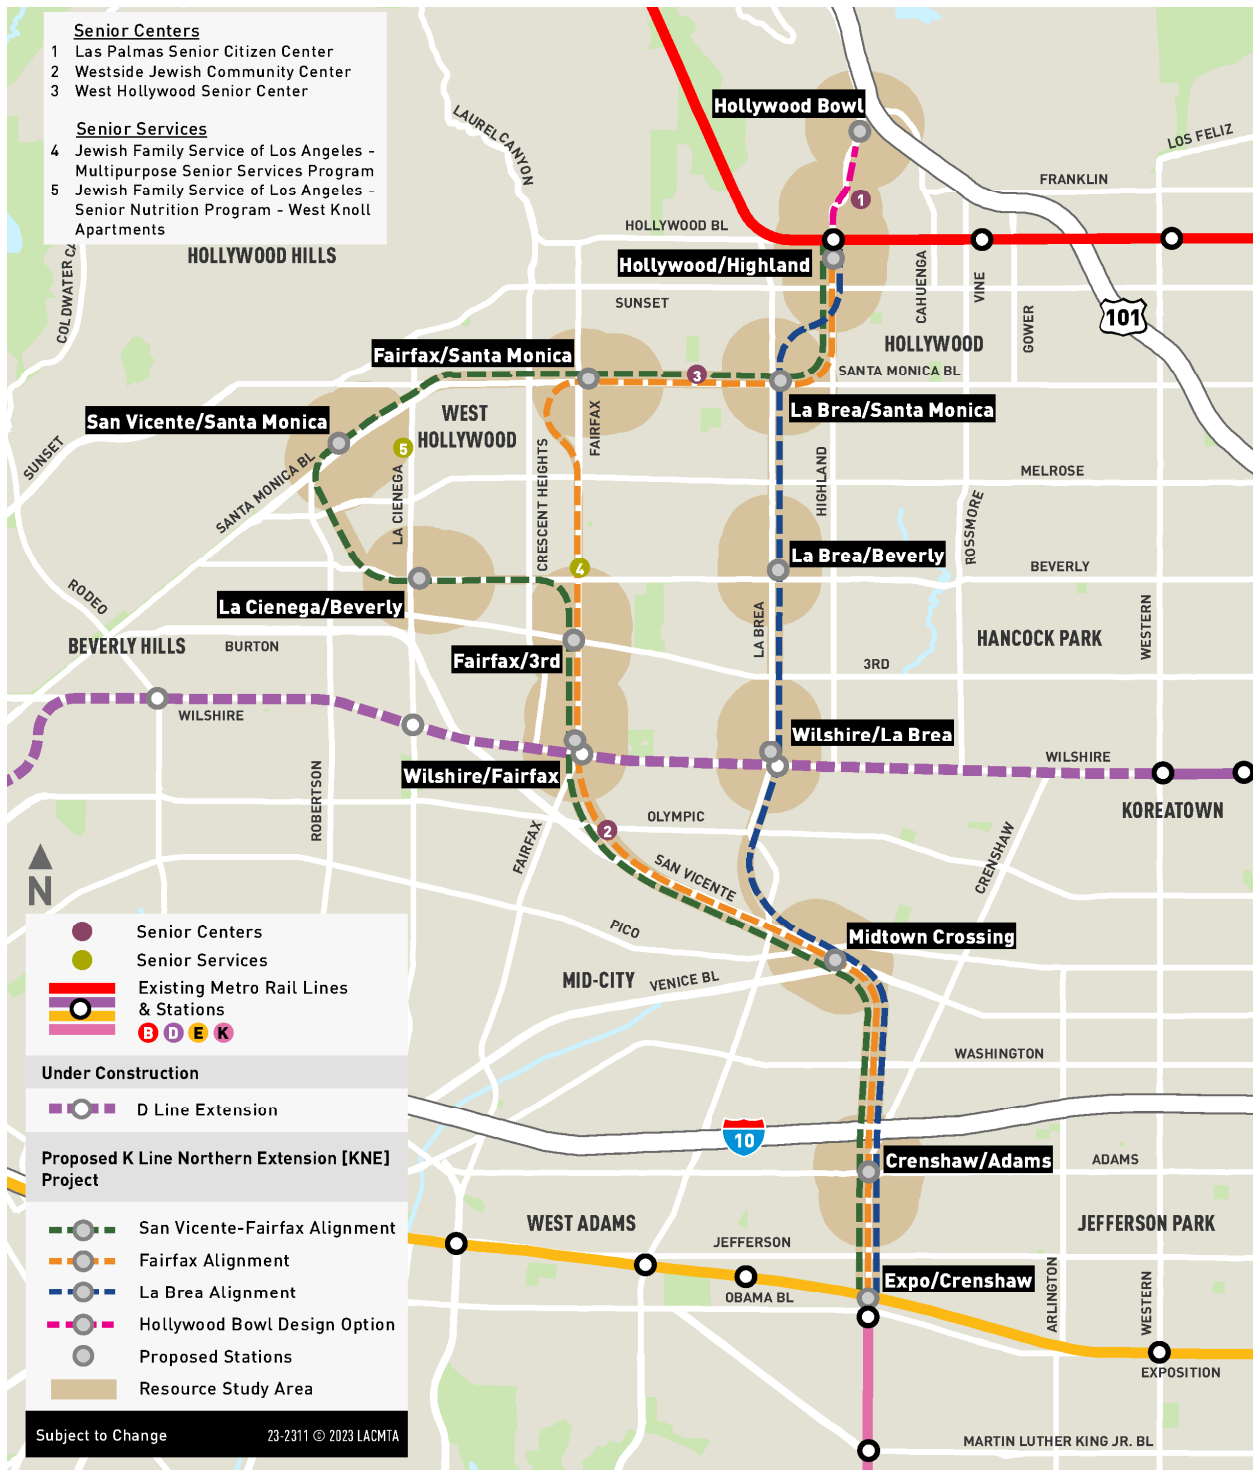 Senior Centers
1 Las Palmas Senior Citizen Center
2 Westside Jewish Community Center
3 West Hollywood Senior Center
Senior Services
4 Jewish Family Service of Los Angeles -
Multipurpose Senior Services Program
5 Jewish Family Service of Los Angeles -
Senior Nutrition Program - West Knoll
Apartments
HOLLYWOOD HILLS
COLDWATER CA
LAUREL CANYON
Hollywood Bowl
LOS FELIZ
FRANKLIN
1
HOLLYWOOD BL
Hollywood/Highland
CAHUENGA
VINE
GOWER
101
SUNSET
HOLLYWOOD
Fairfax/Santa Monica
3
SANTA MONICA BL
San Vicente/Santa Monica
WEST
HOLLYWOOD
La Brea/Santa Monica
FAIRFAX
5
SUNSET
SANTA MONICA BL
LA CIENEGA
CRESCENT HEIGHTS
HIGHLAND
MELROSE
ROSSMORE
La Brea/Beverly
4
BEVERLY
RODEO
La Cienega/Beverly
LA BREA
WESTERN
BEVERLY HILLS
BURTON
Fairfax/3rd
HANCOCK PARK
3RD
WILSHIRE
Wilshire/La Brea
Wilshire/Fairfax
WILSHIRE
ROBERTSON
KOREATOWN
OLYMPIC
2
FAIRFAX
SAN VICENTE
CRENSHAW
N
PICO
Midtown Crossing
MID-CITY
VENICE BL
WASHINGTON
10
Crenshaw/Adams
ADAMS
WEST ADAMS
JEFFERSON PARK
JEFFERSON
Expo/Crenshaw
OBAMA BL
ARLINGTON
WESTERN
EXPOSITION
MARTIN LUTHER KING JR. BL
Senior Centers
Senior Services
Existing Metro Rail Lines
& Stations
B D E K
Under Construction
D Line Extension
Proposed K Line Northern Extension [KNE]
Project
San Vicente-Fairfax Alignment
Fairfax Alignment
La Brea Alignment
Hollywood Bowl Design Option
Proposed Stations
Resource Study Area
Subject to Change 23-2311 © 2023 LACMTA